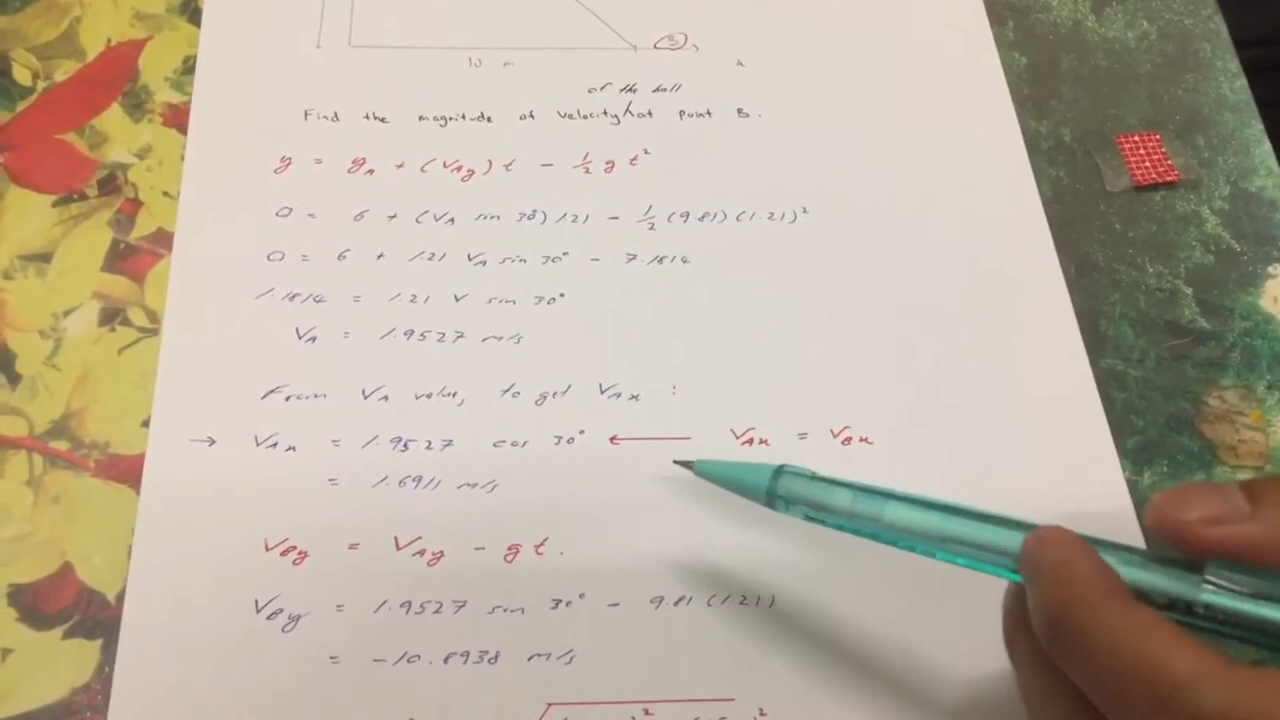 B
10 m
x
of the ball
Find the magnitude of velocity at point B.
y = yA + (VAy) t - 1/2 g t²
0 = 6 + (VA sin 30°) 1.21 - 1/2 (9.81) (1.21)²
0 = 6 + 1.21 VA sin 30° - 7.1814
1.1814 = 1.21 V sin 30°
VA = 1.9527 m/s
From VA value, to get VAx :
→ VAx = 1.9527 cos 30° ← VAx = VBx
= 1.6911 m/s
VBy = VAy - gt.
VBy = 1.9527 sin 30° - 9.81 (1.21)
= -10.8938 m/s